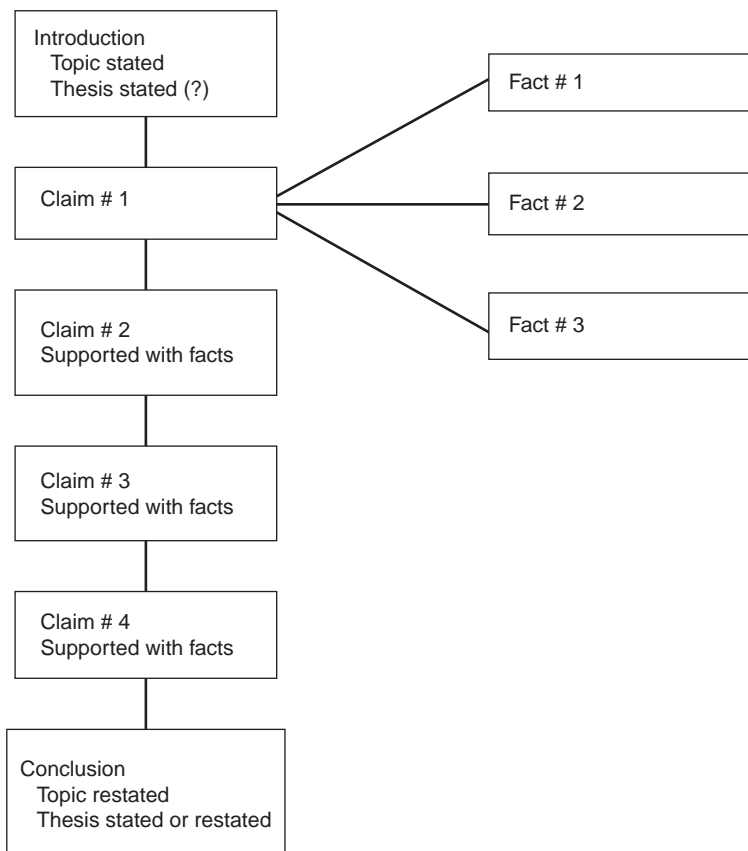 Introduction
Topic stated
Thesis stated (?)
Fact # 1
Claim # 1
Fact # 2
Fact # 3
Claim # 2
Supported with facts
Claim # 3
Supported with facts
Claim # 4
Supported with facts
Conclusion
Topic restated
Thesis stated or restated